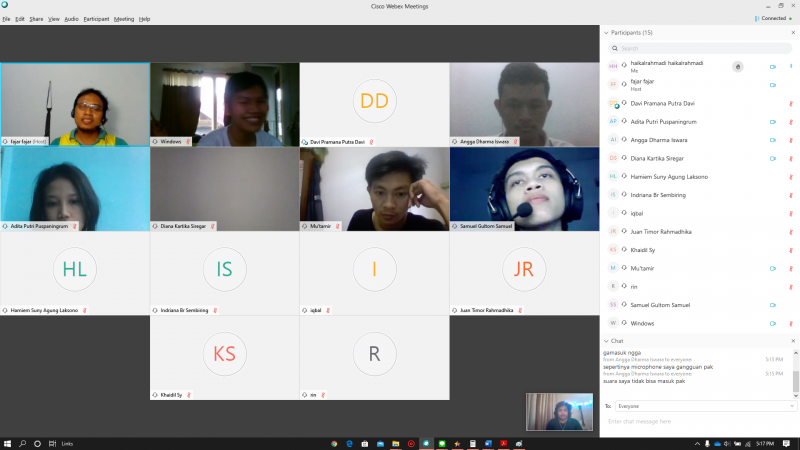 Cisco Webex Meetings
File Edit Share View Audio Participant Meeting Help
Connected
fajar fajar (Host)
Windows
DD
Davi Pramana Putra Davi
Angga Dharma Iswara
Adita Putri Puspaningrum
Diana Kartika Siregar
Mu'tamir
Samuel Gultom Samuel
HL
Hamiem Suny Agung Laksono
IS
Indriana Br Sembiring
I
iqbal
JR
Juan Timor Rahmadhika
KS
Khaidil Sy
R
rin
Participants (15)
Search
HH haikalrahmadi haikalrahmadi
Me
FF fajar fajar
Host
DD Davi Pramana Putra Davi
AP Adita Putri Puspaningrum
AI Angga Dharma Iswara
DS Diana Kartika Siregar
HL Hamiem Suny Agung Laksono
IS Indriana Br Sembiring
I iqbal
JR Juan Timor Rahmadhika
KS Khaidil Sy
M Mu'tamir
R rin
SG Samuel Gultom Samuel
W Windows
Chat
gamasuk ngga
from Angga Dharma Iswara to everyone: 5:15 PM
sepertinya microphone saya gangguan pak
from Angga Dharma Iswara to everyone: 5:15 PM
suara saya tidak bisa masuk pak
To: Everyone
Enter chat message here
Links
5:17 PM